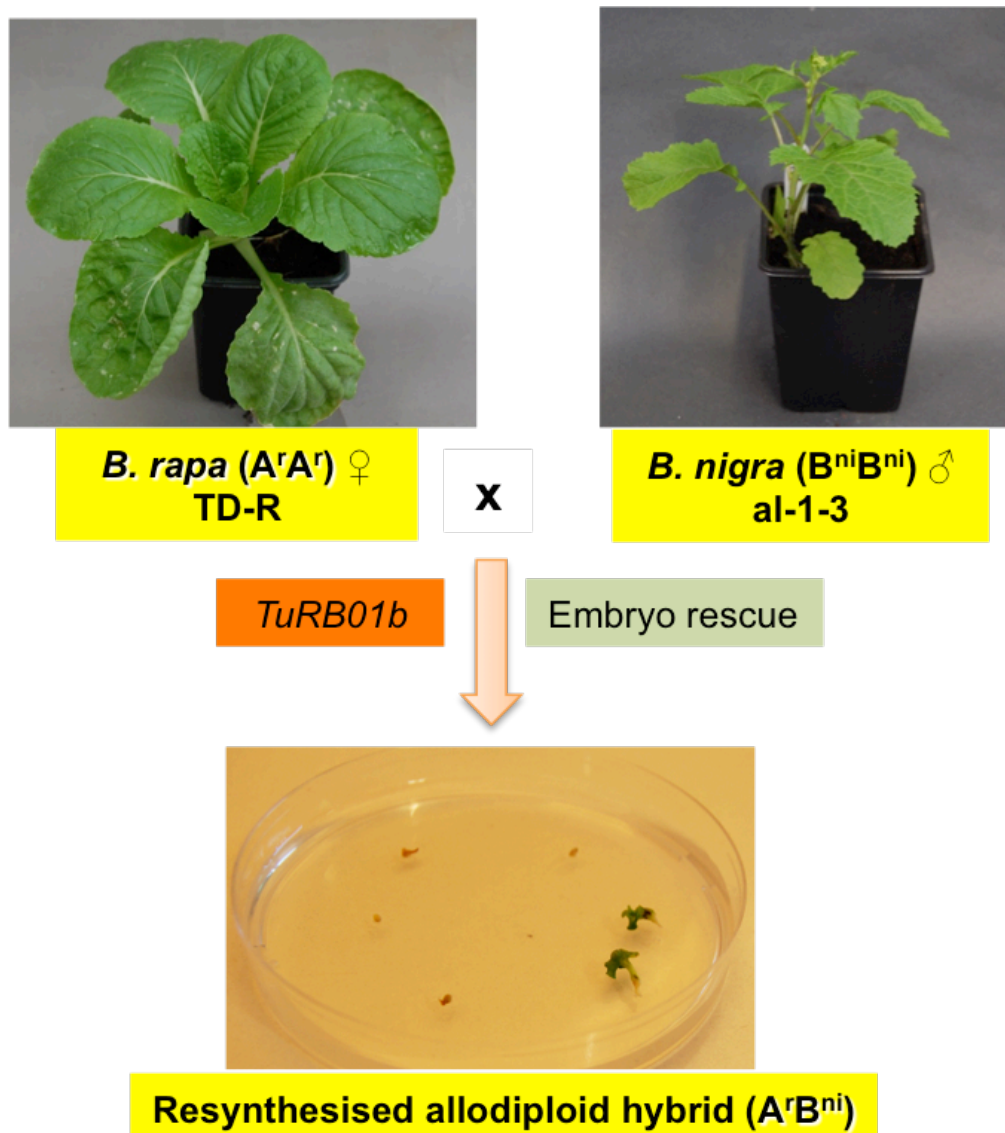 B. rapa (AʳAʳ) ♀
TD-R
x
B. nigra (BⁿⁱBⁿⁱ) ♂
al-1-3
TuRB01b
Embryo rescue
Resynthesised allodiploid hybrid (AʳBⁿⁱ)